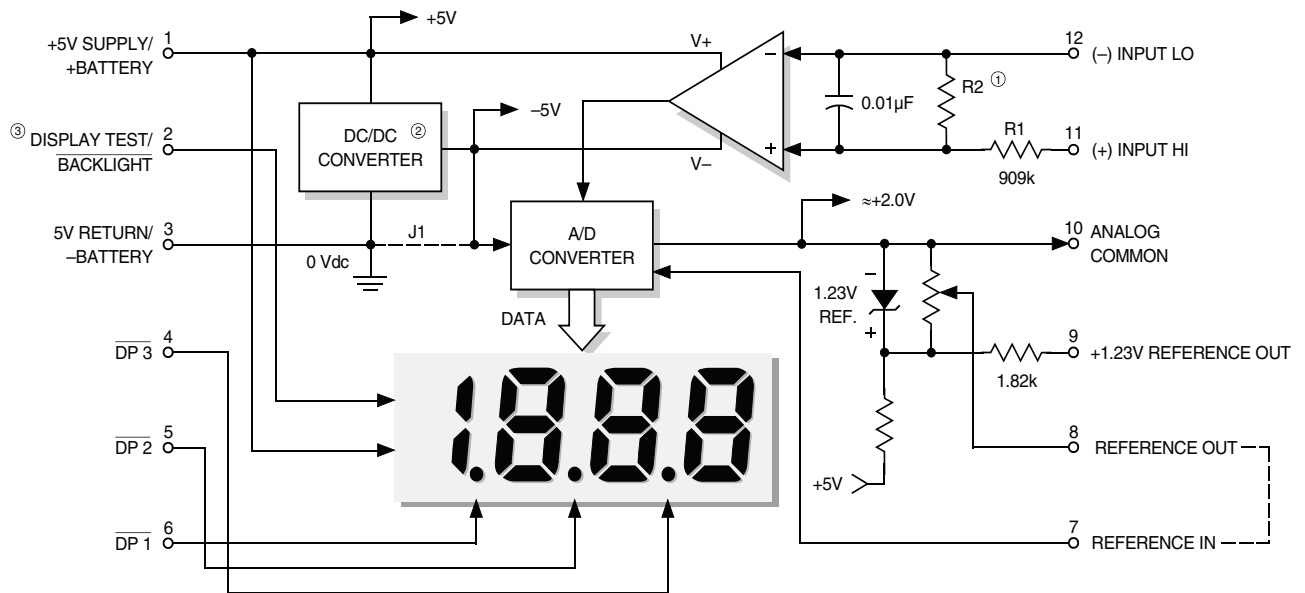 +5V
+5V SUPPLY/
+BATTERY
1
V+
12
(–) INPUT LO
0.01µF
R2 ①
③ DISPLAY TEST/
BACKLIGHT
2
DC/DC ②
CONVERTER
–5V
V–
R1
909k
11
(+) INPUT HI
5V RETURN/
–BATTERY
3
0 Vdc
J1
A/D
CONVERTER
≈+2.0V
10
ANALOG
COMMON
DATA
1.23V
REF.
–
+
DP 3
4
9
+1.23V REFERENCE OUT
1.82k
1.8.8.8
DP 2
5
8
REFERENCE OUT
+5V
DP 1
6
7
REFERENCE IN